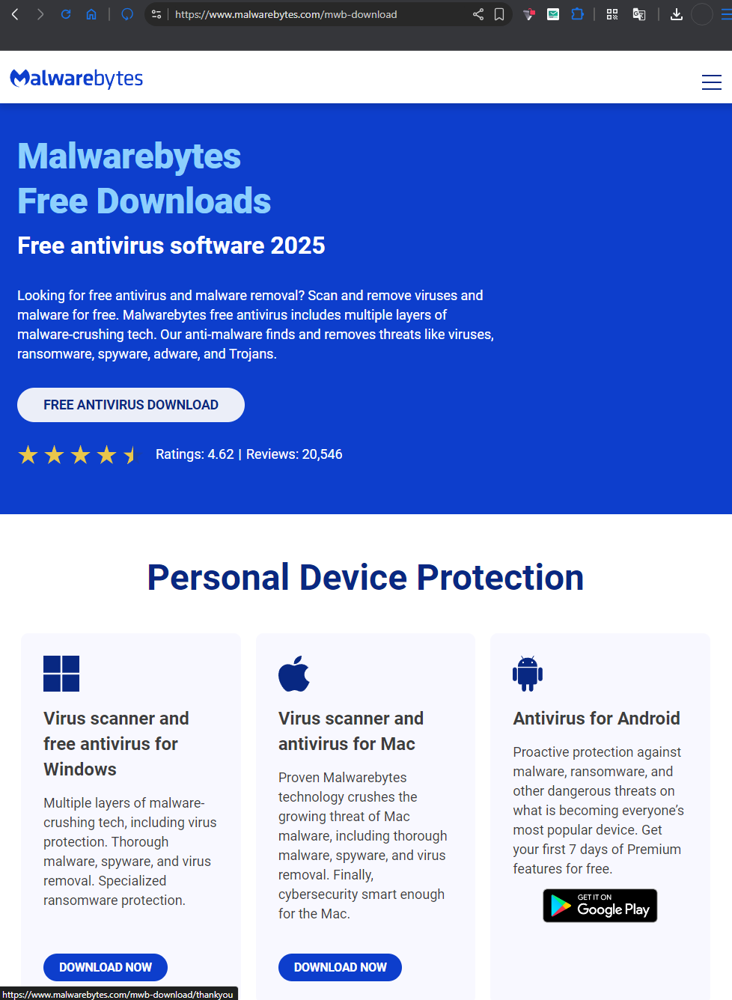 https://www.malwarebytes.com/mwb-download
Malwarebytes
Malwarebytes
Free Downloads
Free antivirus software 2025
Looking for free antivirus and malware removal? Scan and remove viruses and
malware for free. Malwarebytes free antivirus includes multiple layers of
malware-crushing tech. Our anti-malware finds and removes threats like viruses,
ransomware, spyware, adware, and Trojans.
FREE ANTIVIRUS DOWNLOAD
Ratings: 4.62 | Reviews: 20,546
Personal Device Protection
Virus scanner and
free antivirus for
Windows
Multiple layers of malware-
crushing tech, including virus
protection. Thorough
malware, spyware, and virus
removal. Specialized
ransomware protection.
DOWNLOAD NOW
Virus scanner and
antivirus for Mac
Proven Malwarebytes
technology crushes the
growing threat of Mac
malware, including thorough
malware, spyware, and virus
removal. Finally,
cybersecurity smart enough
for the Mac.
DOWNLOAD NOW
Antivirus for Android
Proactive protection against
malware, ransomware, and
other dangerous threats on
what is becoming everyone’s
most popular device. Get
your first 7 days of Premium
features for free.
GET IT ON
Google Play
https://www.malwarebytes.com/mwb-download/thankyou